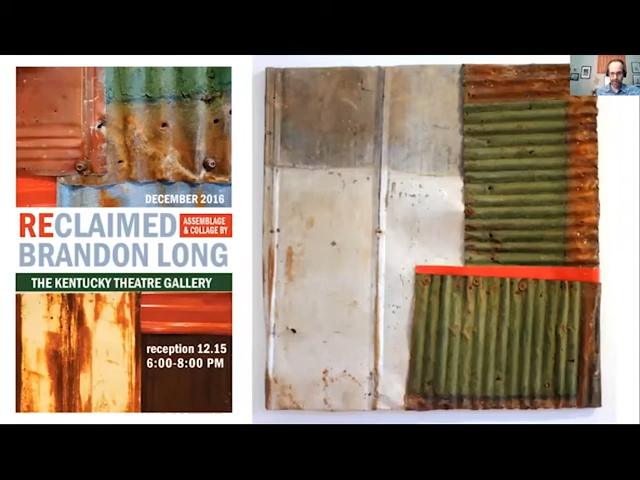 DECEMBER 2016
RECLAIMED
ASSEMBLAGE
& COLLAGE BY
BRANDON LONG
THE KENTUCKY THEATRE GALLERY
reception 12.15
6:00-8:00 PM